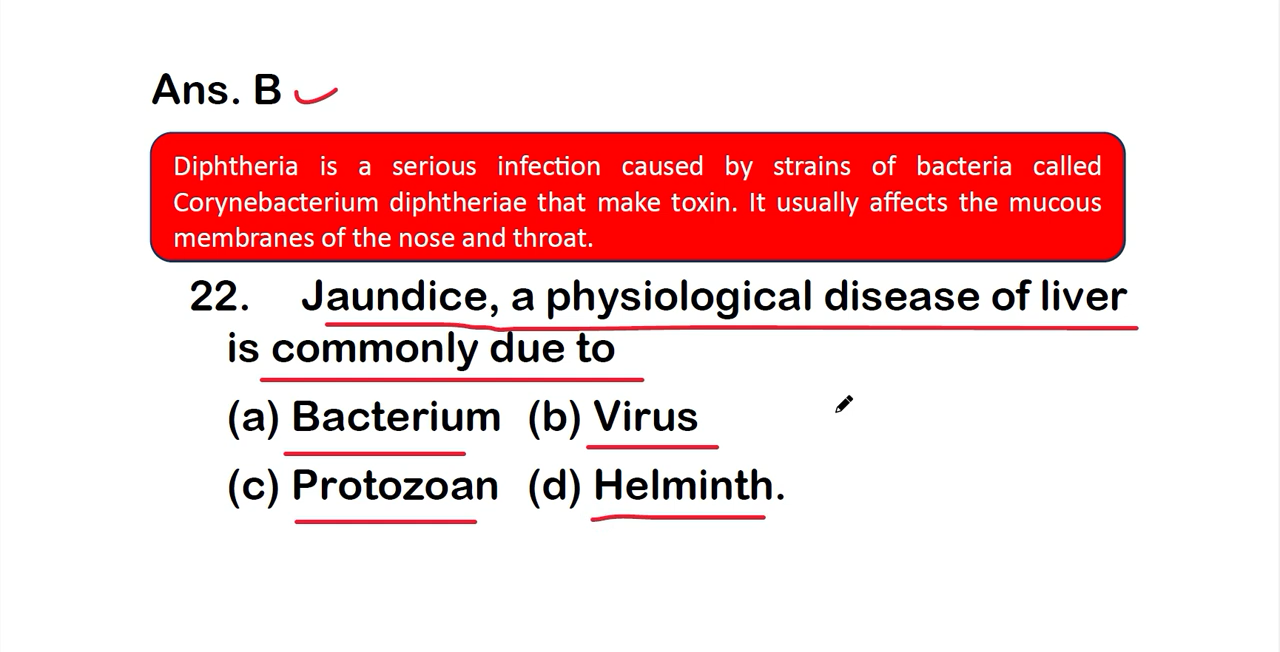 Ans. B
Diphtheria is a serious infection caused by strains of bacteria called
Corynebacterium diphtheriae that make toxin. It usually affects the mucous
membranes of the nose and throat.
22. Jaundice, a physiological disease of liver
is commonly due to
(a) Bacterium (b) Virus
(c) Protozoan (d) Helminth.